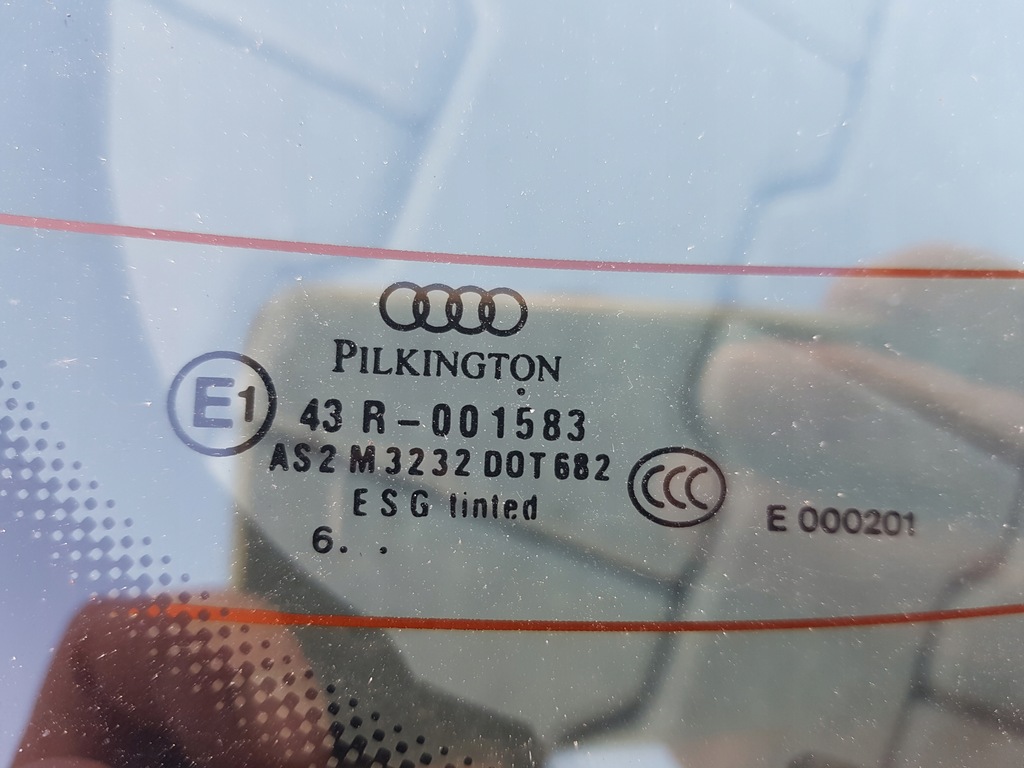 PILKINGTON
E1
43 R-001583
AS2 M3232 DOT682
CCC
ESG tinted
E 000201
6. .